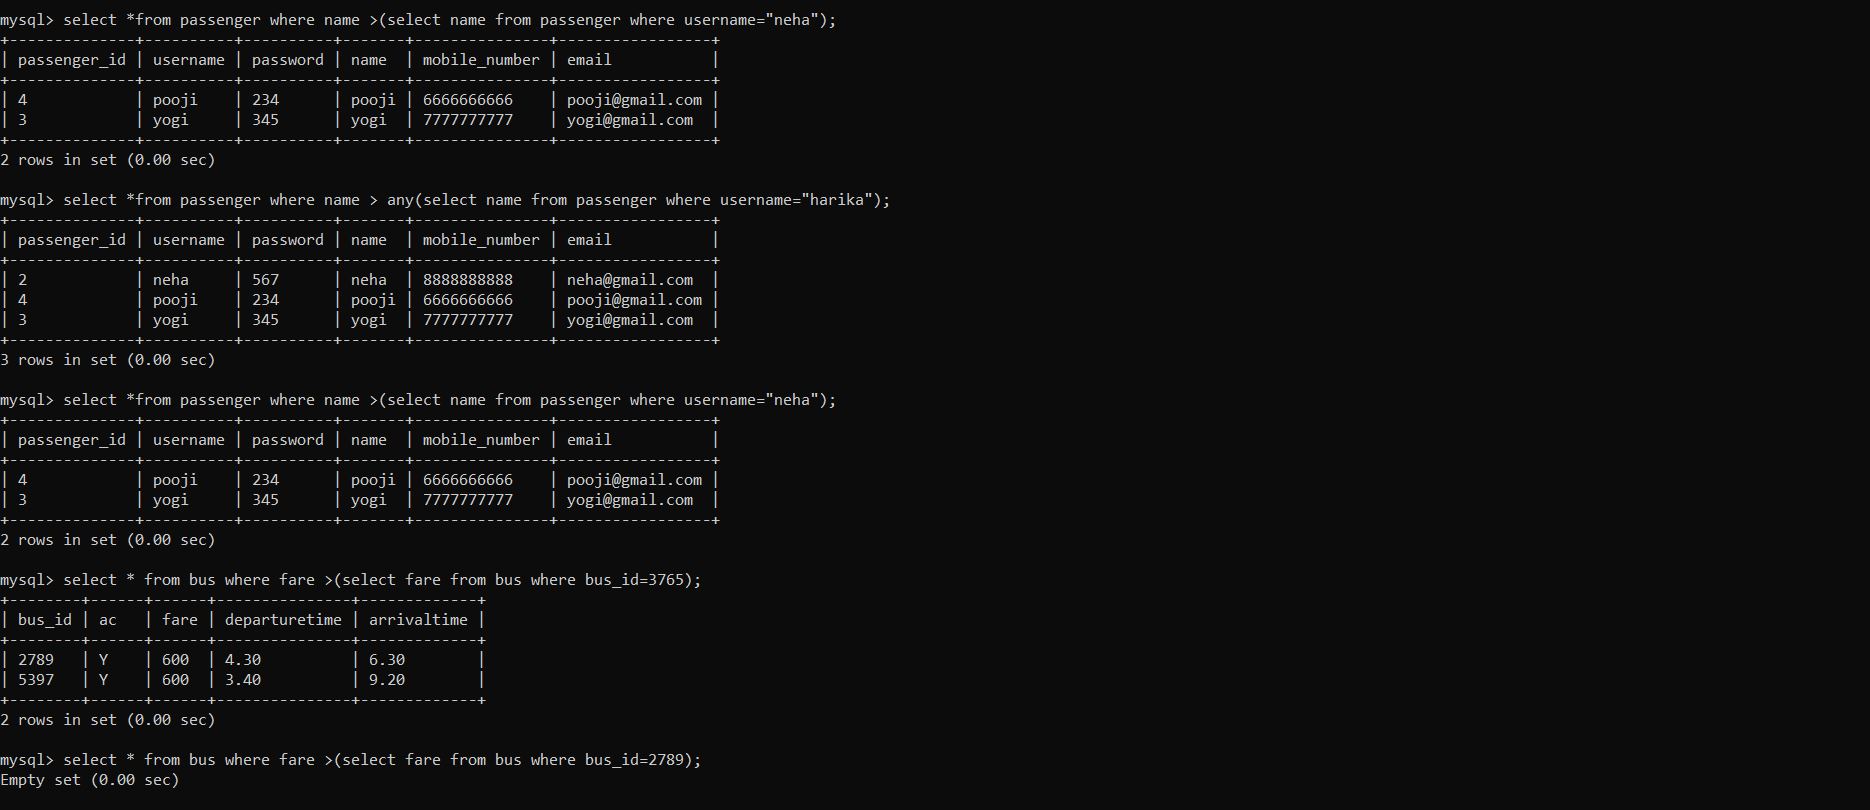 mysql> select *from passenger where name >(select name from passenger where username="neha");
+--------------+----------+----------+-------+---------------+-----------------+
| passenger_id | username | password | name  | mobile_number | email           |
+--------------+----------+----------+-------+---------------+-----------------+
| 4            | pooji    | 234      | pooji | 6666666666    | pooji@gmail.com |
| 3            | yogi     | 345      | yogi  | 7777777777    | yogi@gmail.com  |
+--------------+----------+----------+-------+---------------+-----------------+
2 rows in set (0.00 sec)

mysql> select *from passenger where name > any(select name from passenger where username="harika");
+--------------+----------+----------+-------+---------------+-----------------+
| passenger_id | username | password | name  | mobile_number | email           |
+--------------+----------+----------+-------+---------------+-----------------+
| 2            | neha     | 567      | neha  | 8888888888    | neha@gmail.com  |
| 4            | pooji    | 234      | pooji | 6666666666    | pooji@gmail.com |
| 3            | yogi     | 345      | yogi  | 7777777777    | yogi@gmail.com  |
+--------------+----------+----------+-------+---------------+-----------------+
3 rows in set (0.00 sec)

mysql> select *from passenger where name >(select name from passenger where username="neha");
+--------------+----------+----------+-------+---------------+-----------------+
| passenger_id | username | password | name  | mobile_number | email           |
+--------------+----------+----------+-------+---------------+-----------------+
| 4            | pooji    | 234      | pooji | 6666666666    | pooji@gmail.com |
| 3            | yogi     | 345      | yogi  | 7777777777    | yogi@gmail.com  |
+--------------+----------+----------+-------+---------------+-----------------+
2 rows in set (0.00 sec)

mysql> select * from bus where fare >(select fare from bus where bus_id=3765);
+--------+------+------+---------------+-------------+
| bus_id | ac   | fare | departuretime | arrivaltime |
+--------+------+------+---------------+-------------+
| 2789   | Y    | 600  | 4.30          | 6.30        |
| 5397   | Y    | 600  | 3.40          | 9.20        |
+--------+------+------+---------------+-------------+
2 rows in set (0.00 sec)

mysql> select * from bus where fare >(select fare from bus where bus_id=2789);
Empty set (0.00 sec)